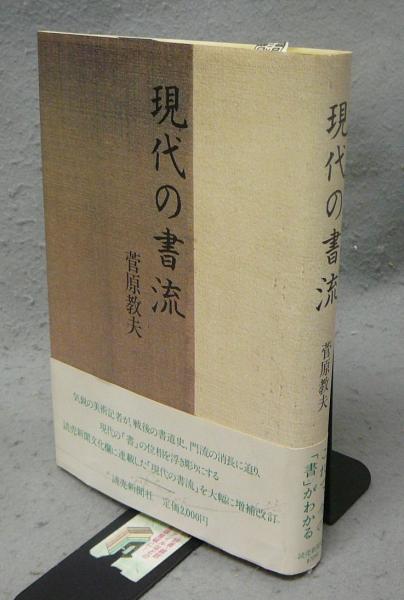 現代の書流
菅原教夫
気鋭の美術記者が、戦後の書道史、門流の消長に迫り、
現代の「書」の位相を浮き彫りにする
読売新聞文化欄に連載した「現代の書流」を大幅に増補改訂
読売新聞社 定価2,000円
現代の書流
菅原教夫
「書」がわかる
読売新聞社